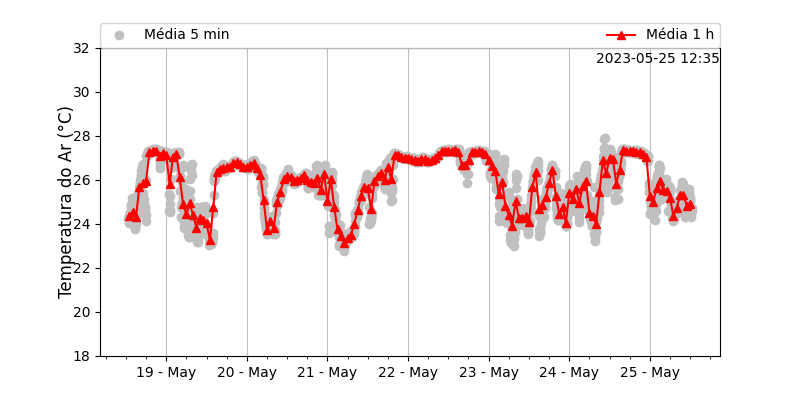 Média 5 min
Média 1 h
2023-05-25 12:35
Temperatura do Ar (°C)
32
30
28
26
24
22
20
18
19 - May
20 - May
21 - May
22 - May
23 - May
24 - May
25 - May